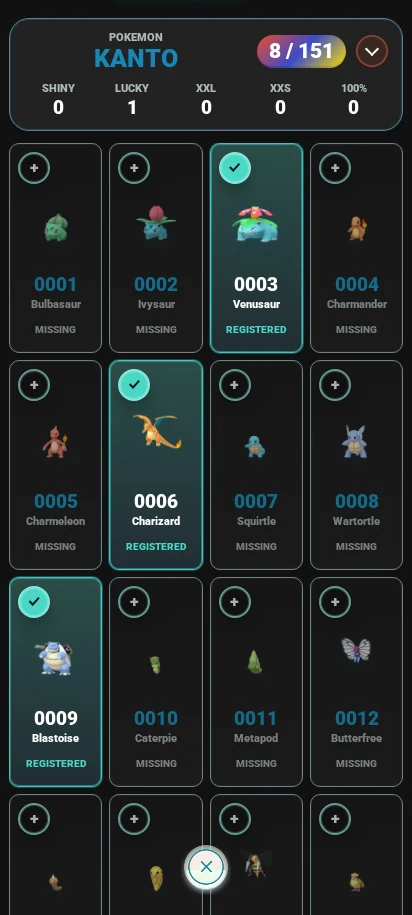 POKEMON
KANTO
8 / 151
SHINY LUCKY XXL XXS 100%
0 1 0 0 0
0001 0002 0003 0004
Bulbasaur Ivysaur Venusaur Charmander
MISSING MISSING REGISTERED MISSING
0005 0006 0007 0008
Charmeleon Charizard Squirtle Wartortle
MISSING REGISTERED MISSING MISSING
0009 0010 0011 0012
Blastoise Caterpie Metapod Butterfree
REGISTERED MISSING MISSING MISSING